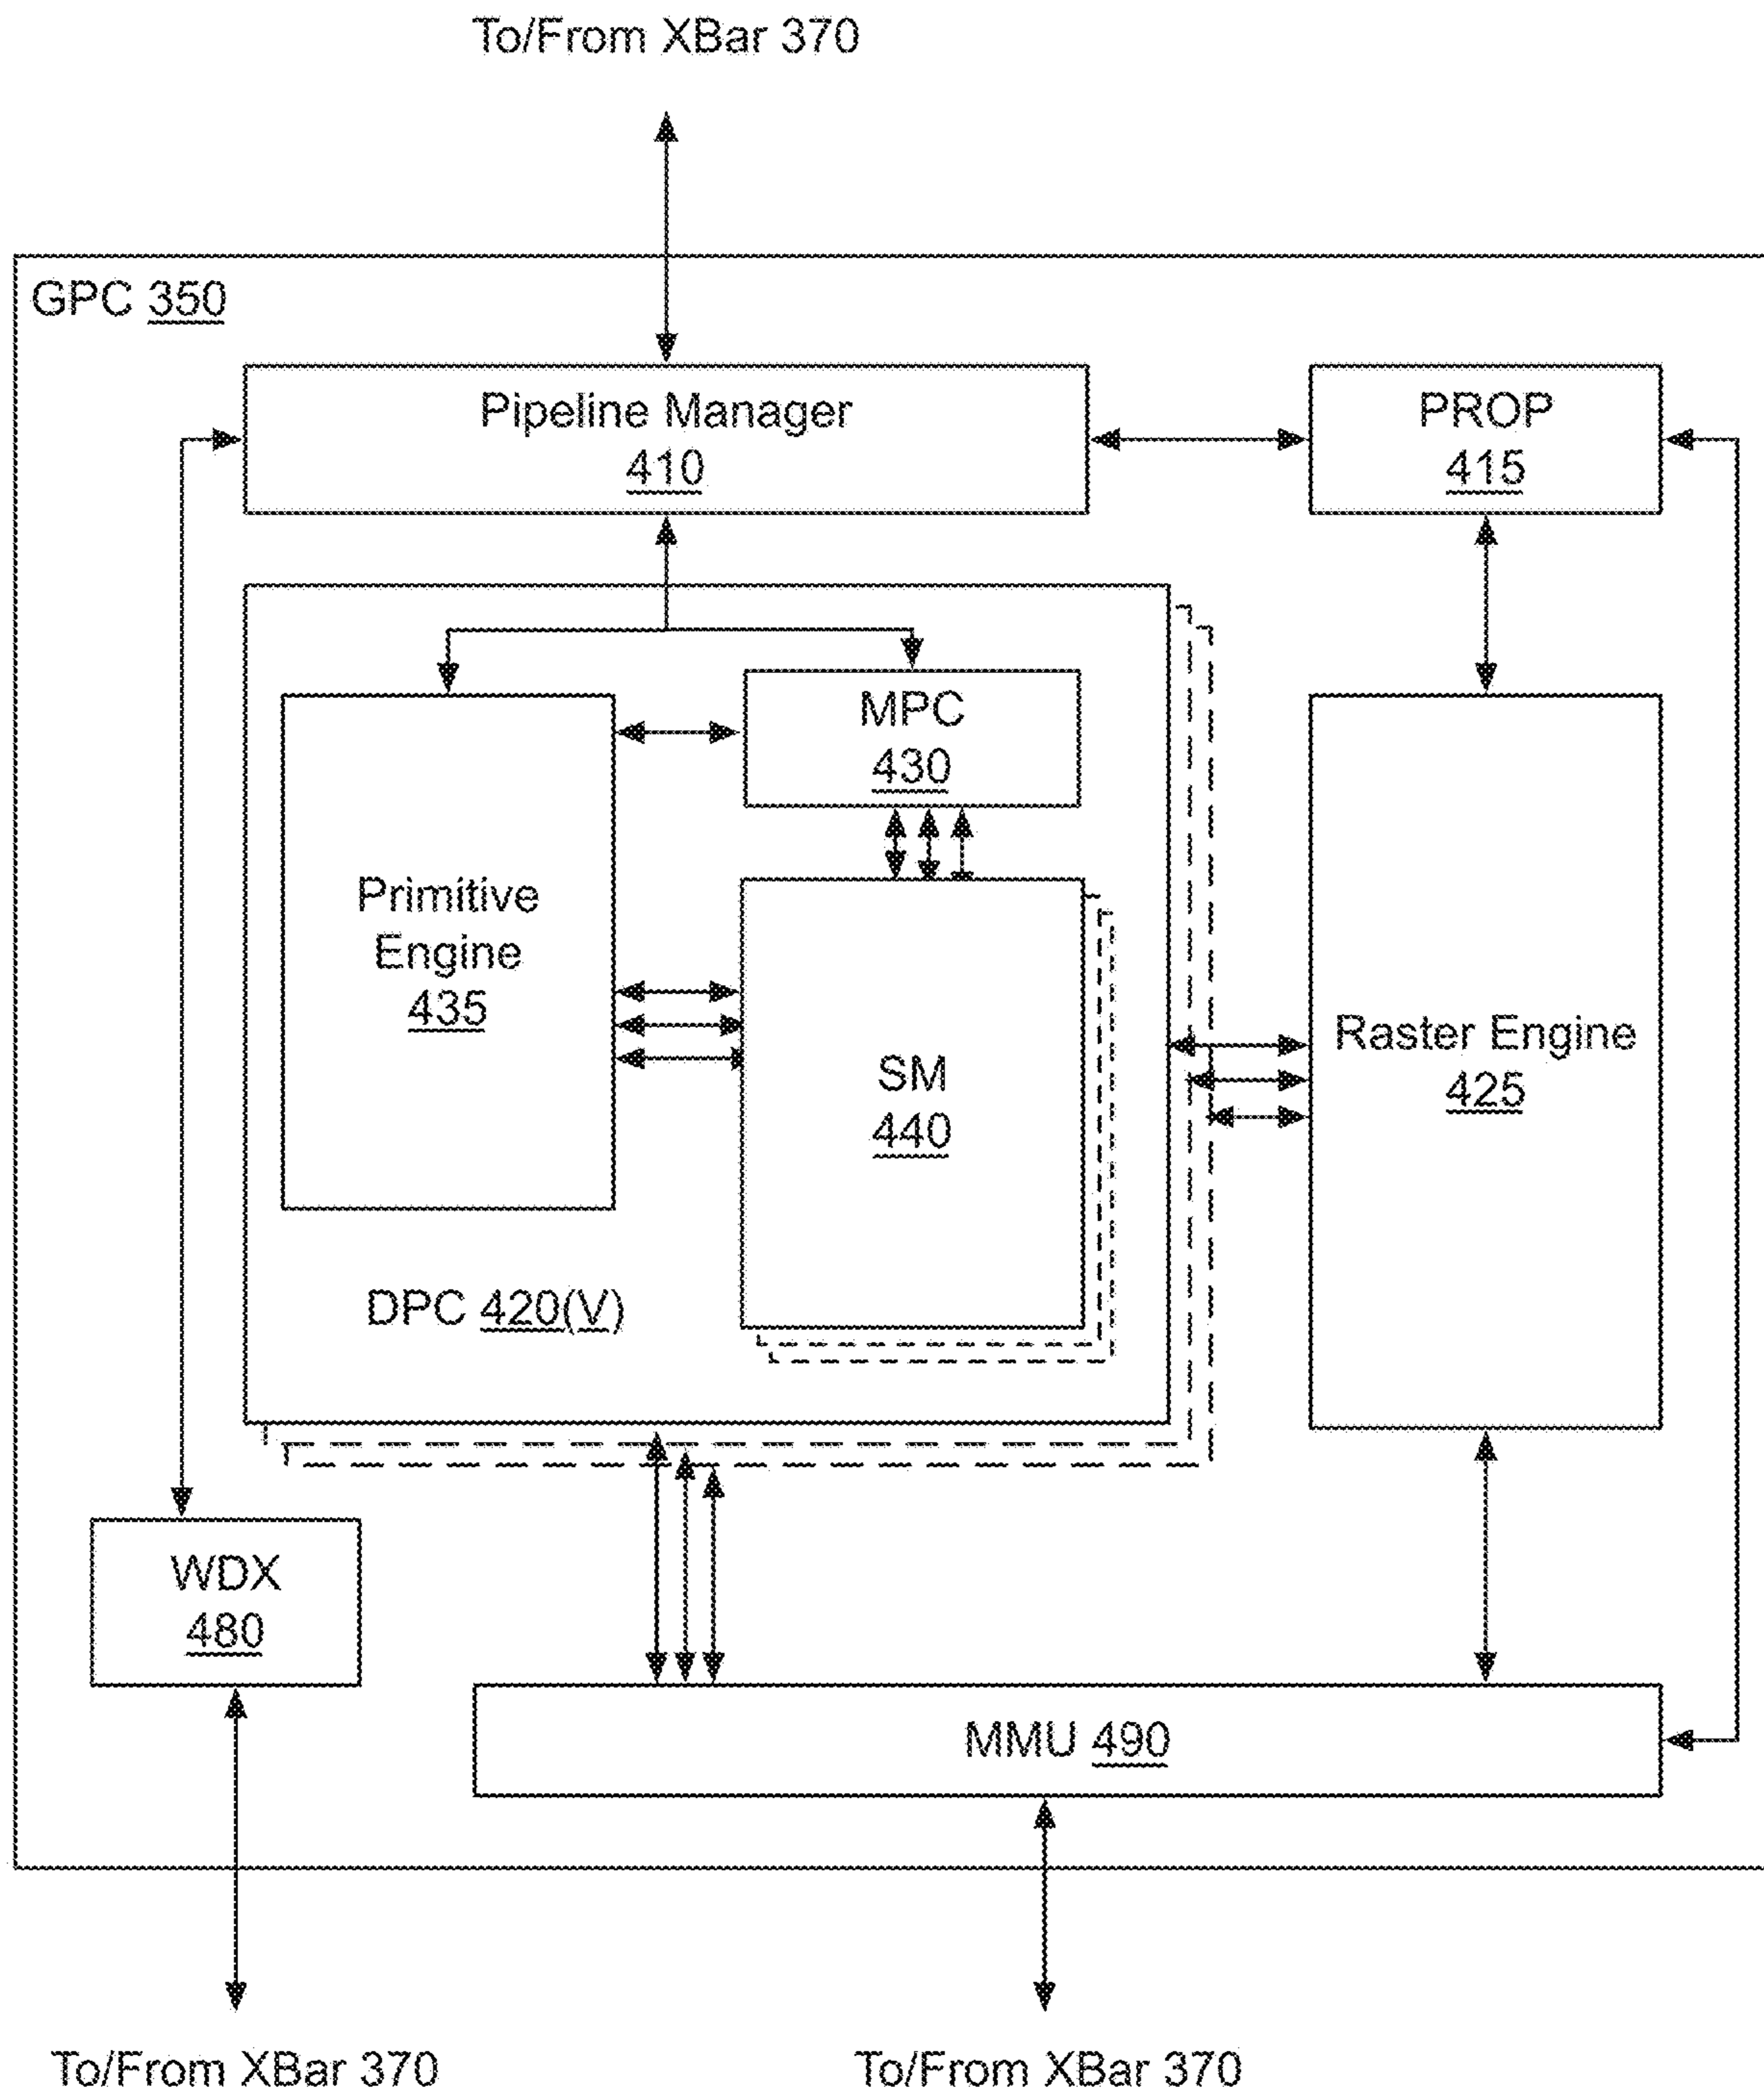 To/From XBar 370
GPC 350
Pipeline Manager
410
PROP
415
MPC
430
Primitive
Engine
435
SM
440
Raster Engine
425
DPC 420(V)
WDX
480
MMU 490
To/From XBar 370
To/From XBar 370